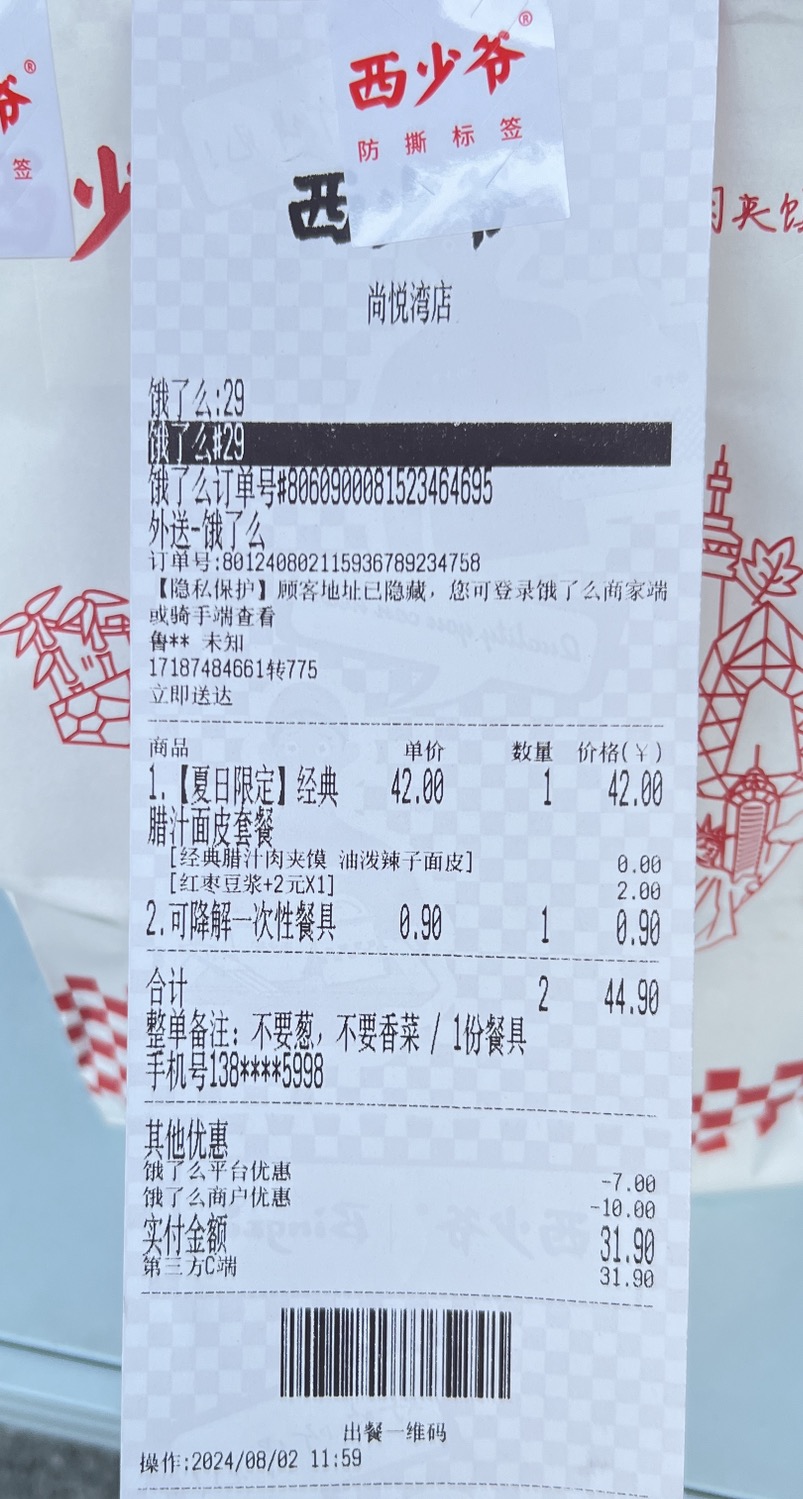 西少爷®
防撕标签
爷®
签
少
肉夹馍
西少爷
尚悦湾店
饿了么:29
饿了么#29
饿了么订单号#8060900081523464695
外送-饿了么
订单号:801240802115936789234758
【隐私保护】顾客地址已隐藏，您可登录饿了么商家端
或骑手端查看
鲁** 未知
17187484661转775
立即送达
商品 单价 数量 价格(￥)
1.【夏日限定】经典 42.00 1 42.00
腊汁面皮套餐
[经典腊汁肉夹馍 油泼辣子面皮] 0.00
[红枣豆浆+2元X1] 2.00
2.可降解一次性餐具 0.90 1 0.90
合计 2 44.90
整单备注：不要葱，不要香菜 / 1份餐具
手机号138****5998
其他优惠
饿了么平台优惠 -7.00
饿了么商户优惠 -10.00
实付金额 31.90
第三方C端 31.90
出餐一维码
操作:2024/08/02 11:59